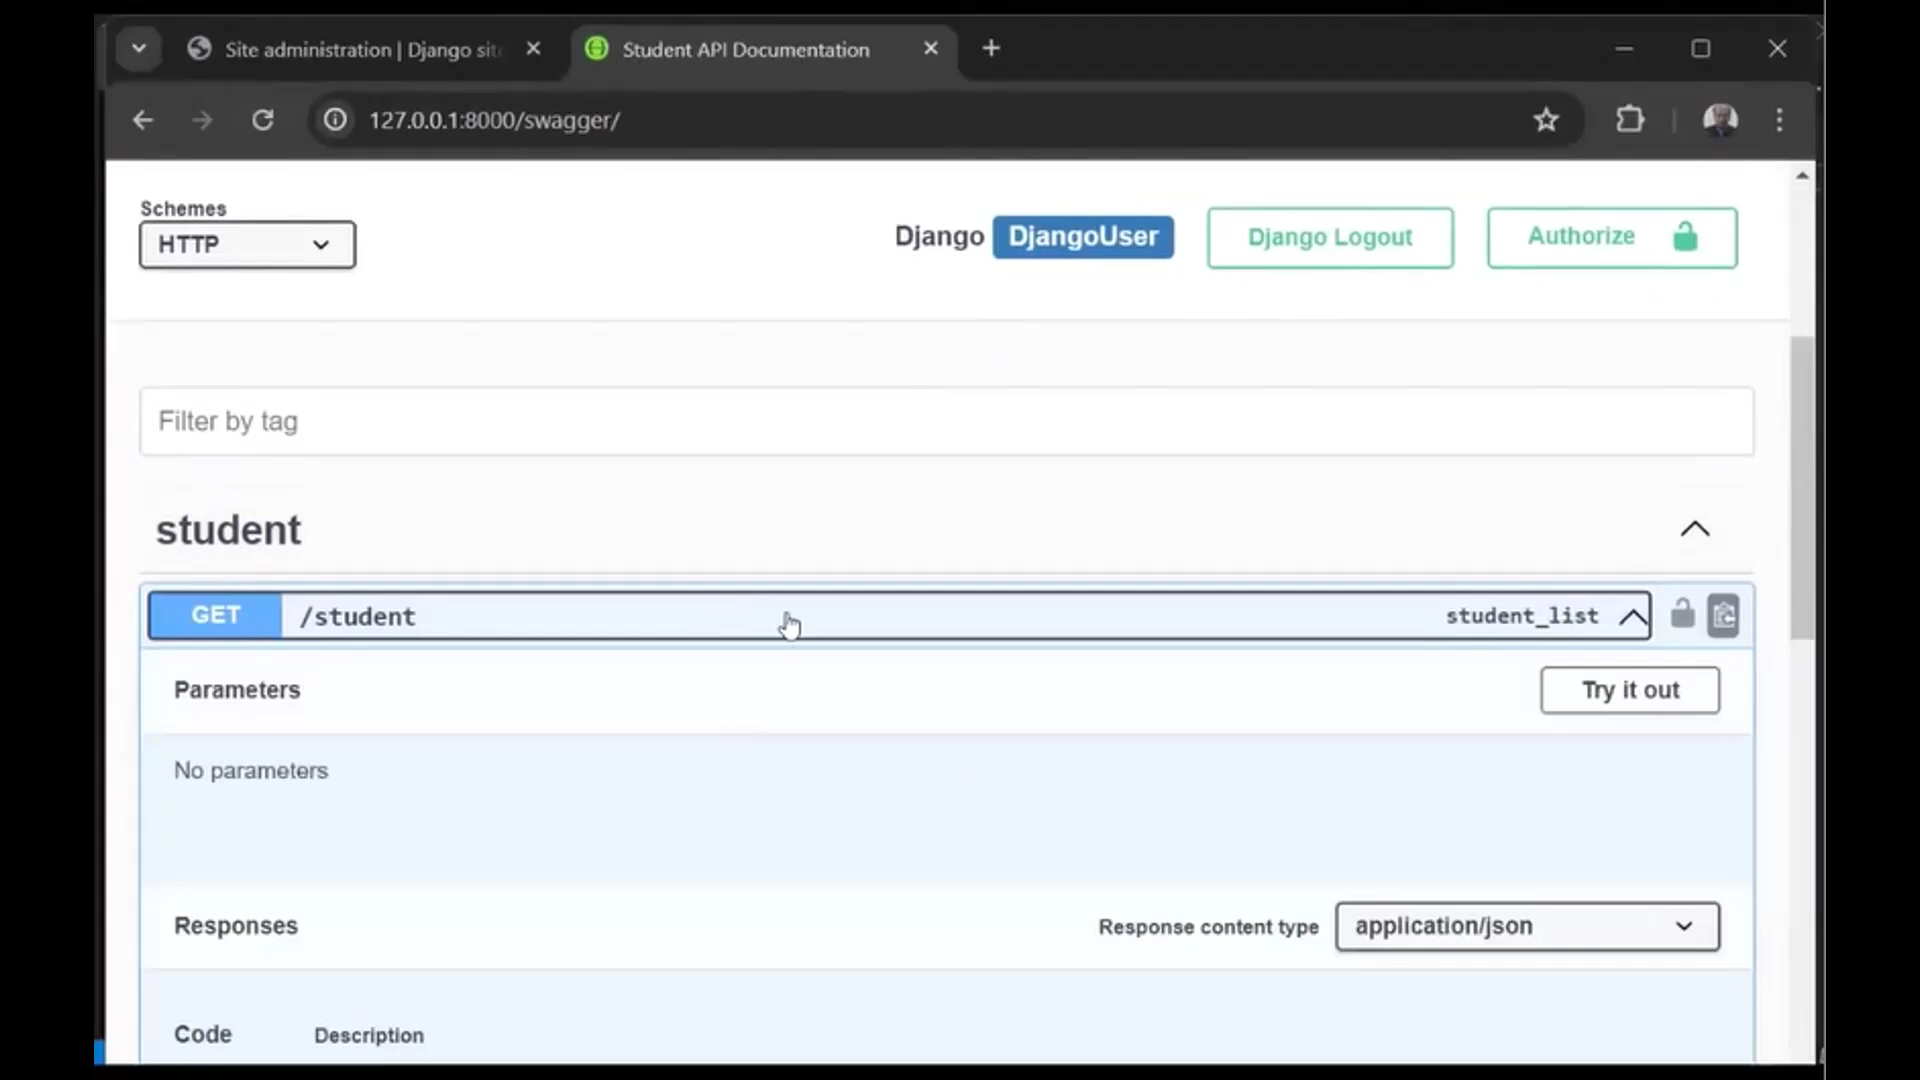 Site administration | Django sit
Student API Documentation
127.0.0.1:8000/swagger/
Schemes
HTTP
Django DjangoUser
Django Logout
Authorize
Filter by tag
student
GET /student student_list
Parameters
Try it out
No parameters
Responses
Response content type application/json
Code Description